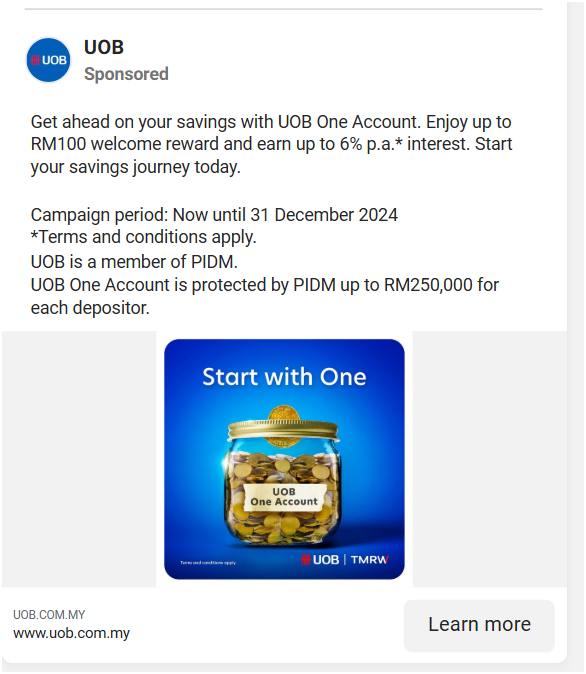 UOB
UOB
Sponsored
Get ahead on your savings with UOB One Account. Enjoy up to
RM100 welcome reward and earn up to 6% p.a.* interest. Start
your savings journey today.
Campaign period: Now until 31 December 2024
*Terms and conditions apply.
UOB is a member of PIDM.
UOB One Account is protected by PIDM up to RM250,000 for
each depositor.
Start with One
UOB
One Account
Terms and conditions apply.
UOB | TMRW
UOB.COM.MY
www.uob.com.my
Learn more